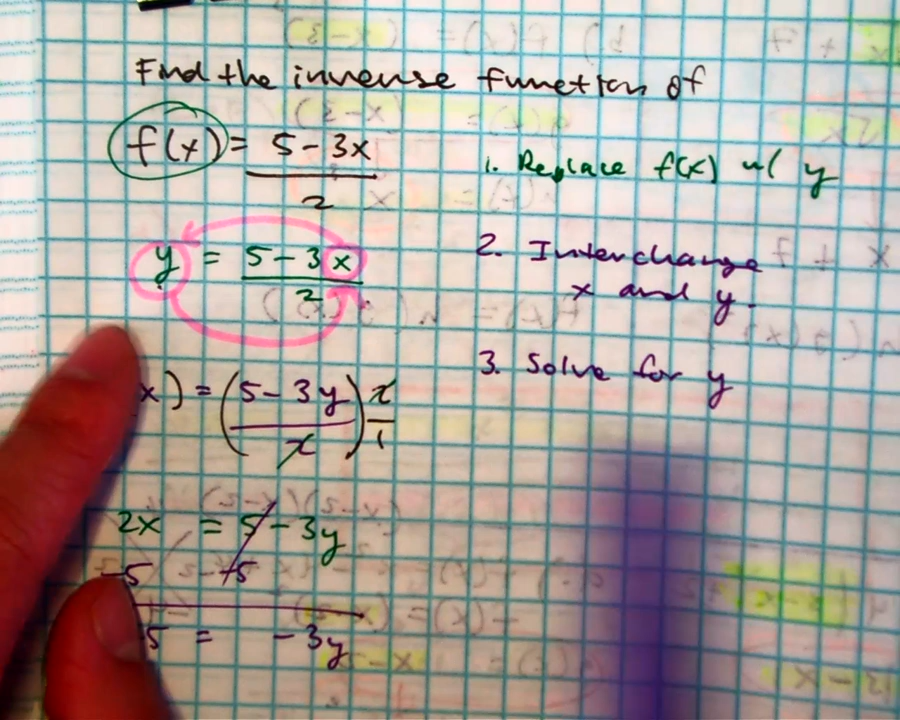 Find the inverse function of
f(x) = 5 - 3x / 2
1. Replace f(x) w/ y
y = 5 - 3x / 2
2. Interchange
x and y.
3. Solve for y
x) = (5 - 3y / 2) 2/1
2x = 5 - 3y
-5 -5
5 = -3y